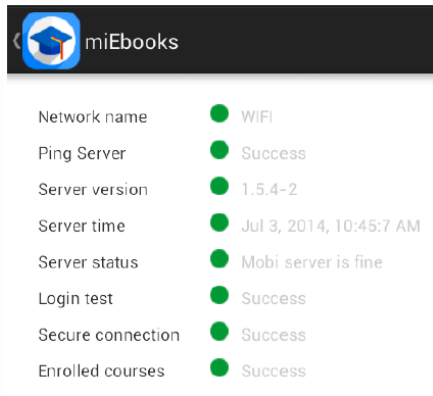 miEbooks
Network name WIFI
Ping Server Success
Server version 1.5.4-2
Server time Jul 3, 2014, 10:45:7 AM
Server status Mobi server is fine
Login test Success
Secure connection Success
Enrolled courses Success